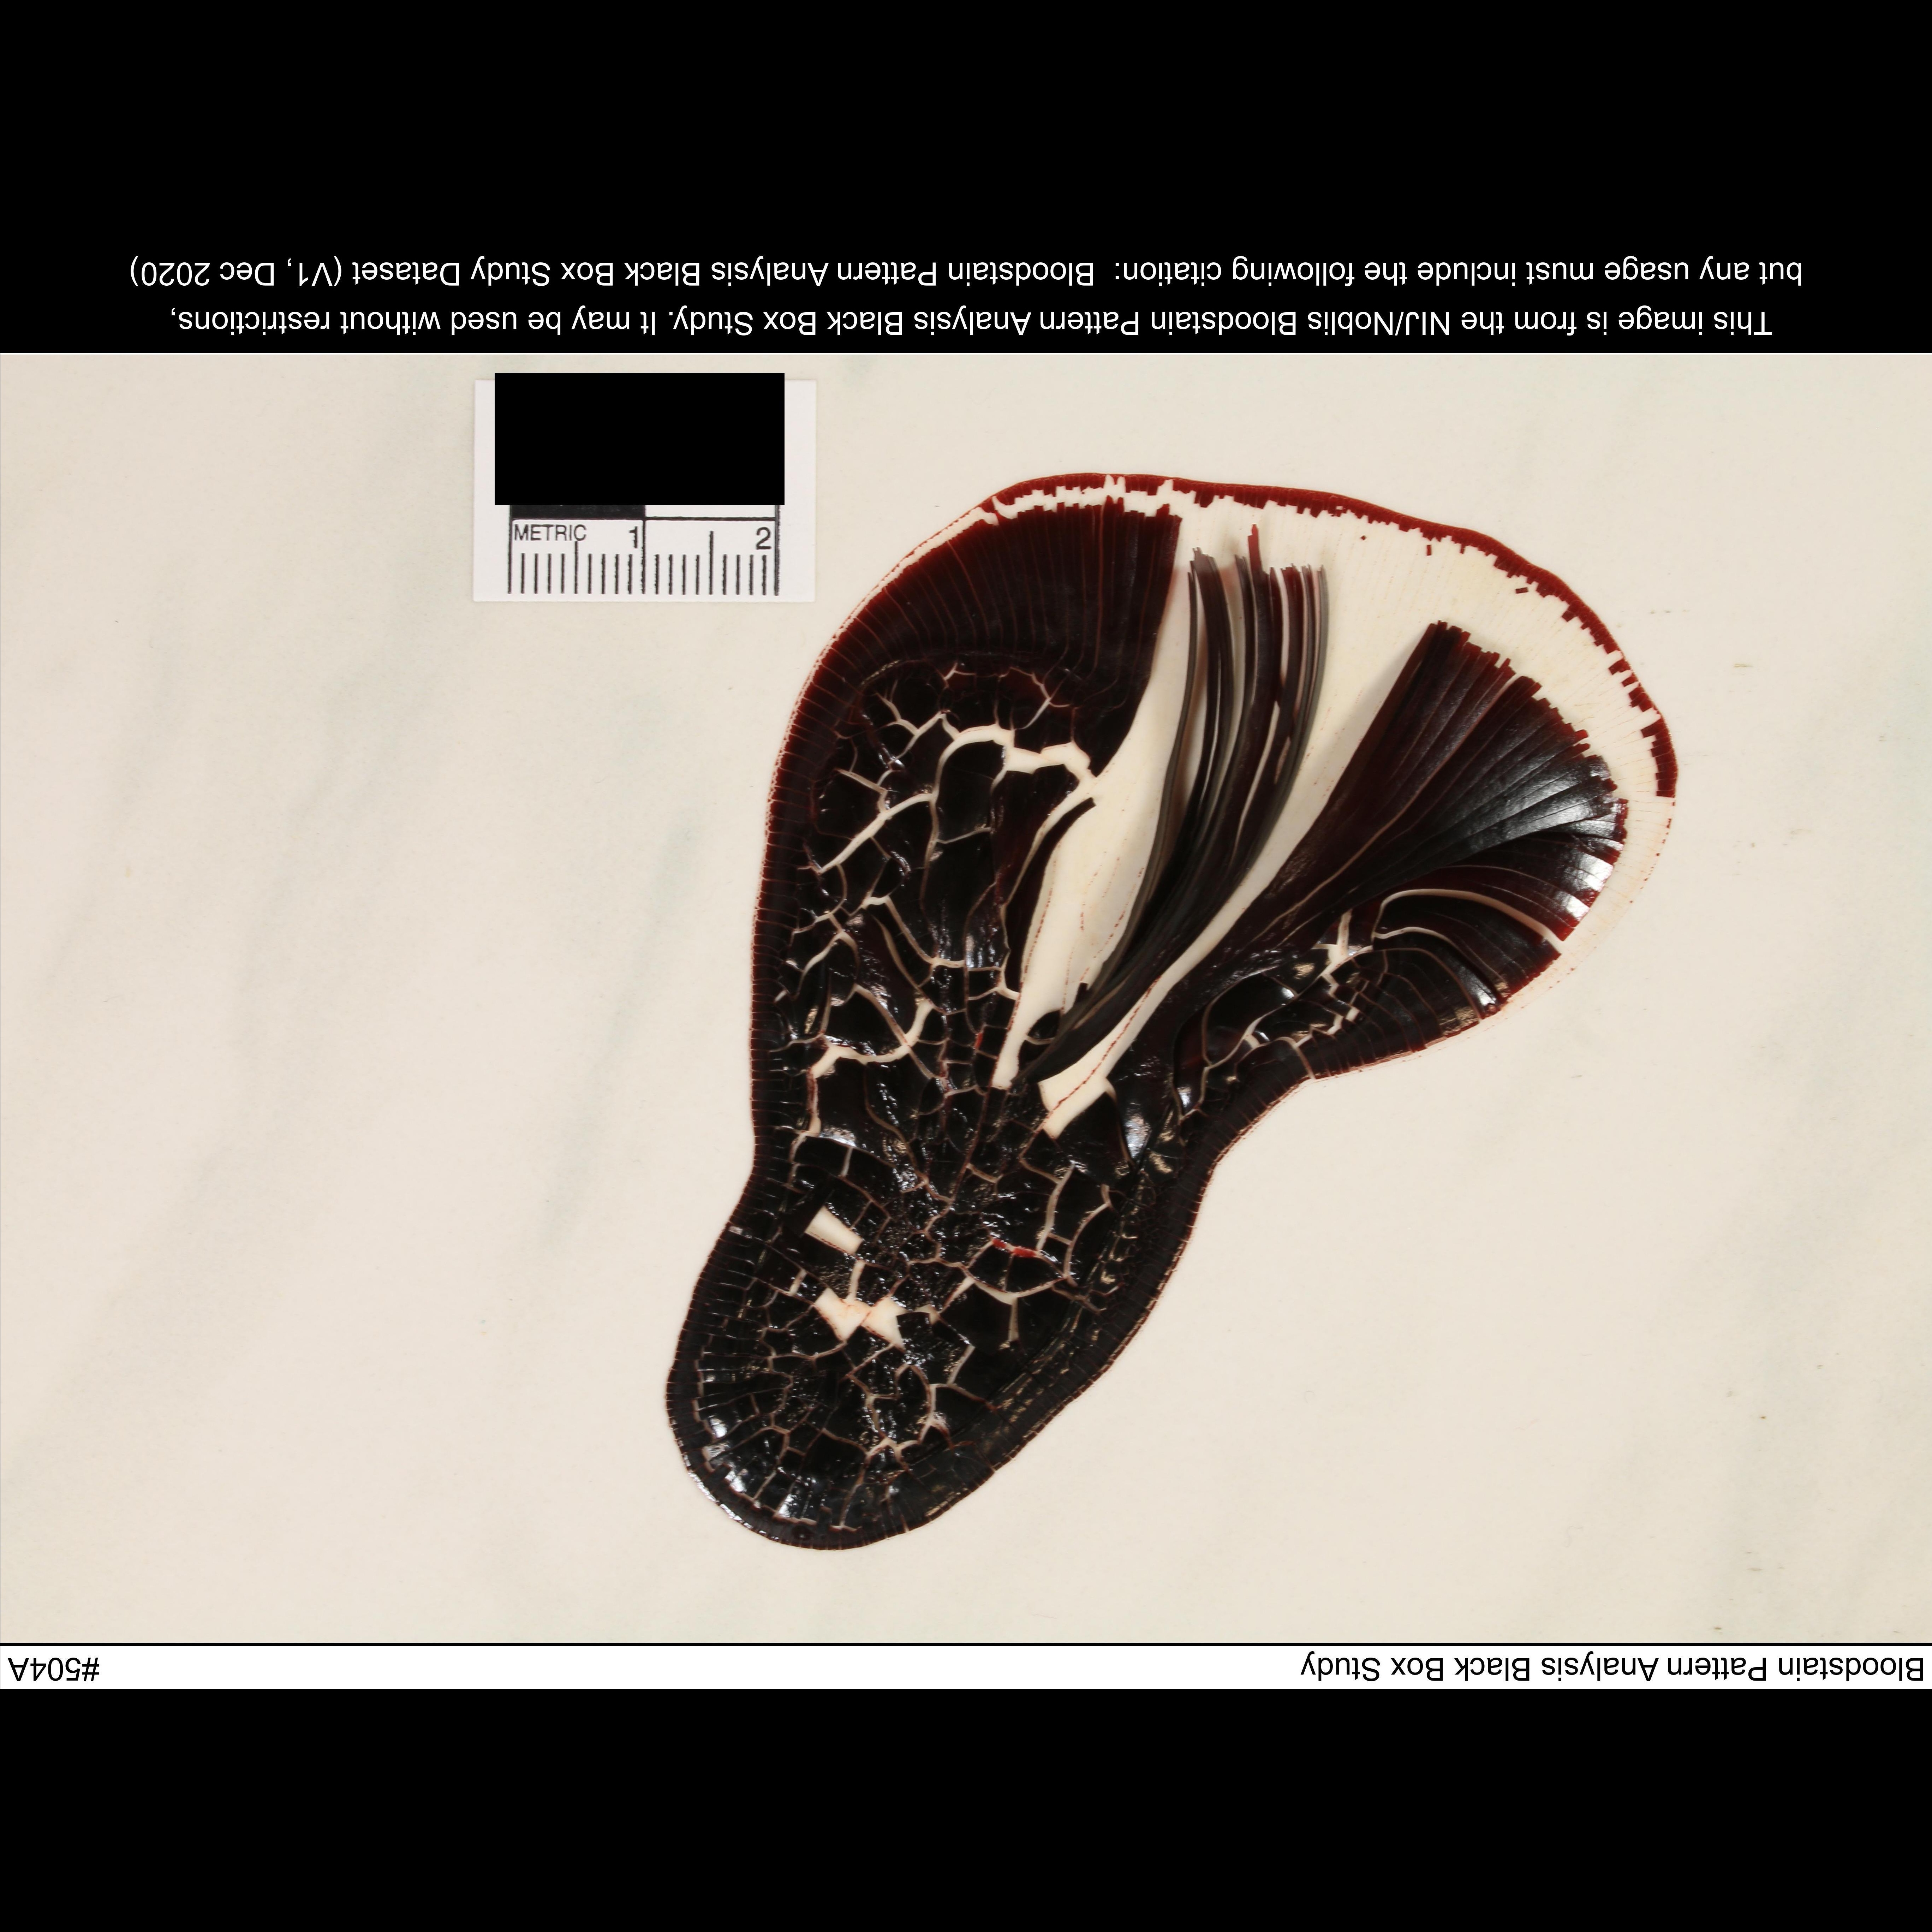 Bloodstain Pattern Analysis Black Box Study
#504A
METRIC 1 2
This image is from the NIJ/Noblis Bloodstain Pattern Analysis Black Box Study. It may be used without restrictions,
but any usage must include the following citation:  Bloodstain Pattern Analysis Black Box Study Dataset (V1, Dec 2020)